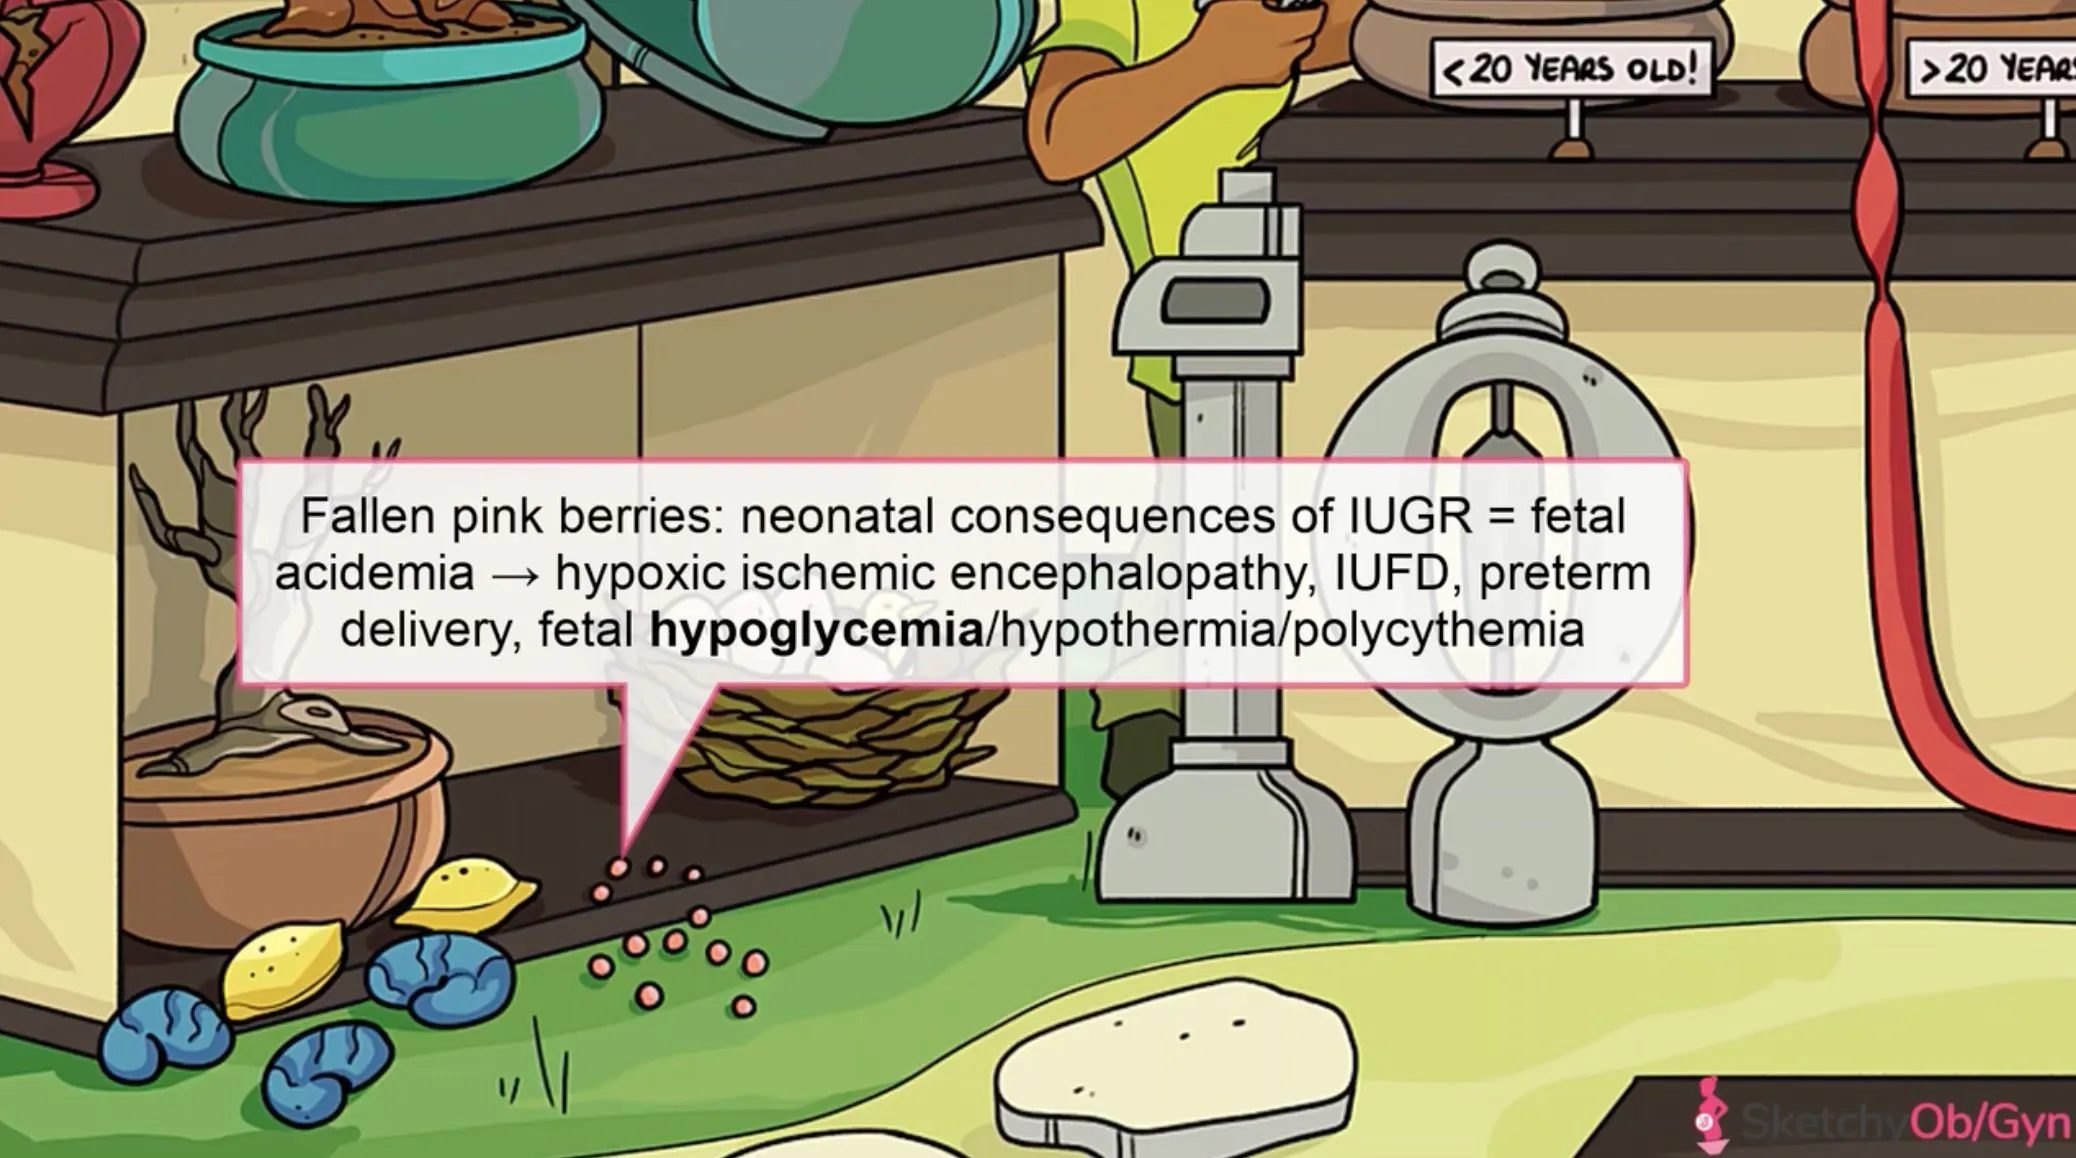 <20 YEARS OLD!
>20 YEARS
Fallen pink berries: neonatal consequences of IUGR = fetal
acidemia → hypoxic ischemic encephalopathy, IUFD, preterm
delivery, fetal hypoglycemia/hypothermia/polycythemia
SketchyOb/Gyn